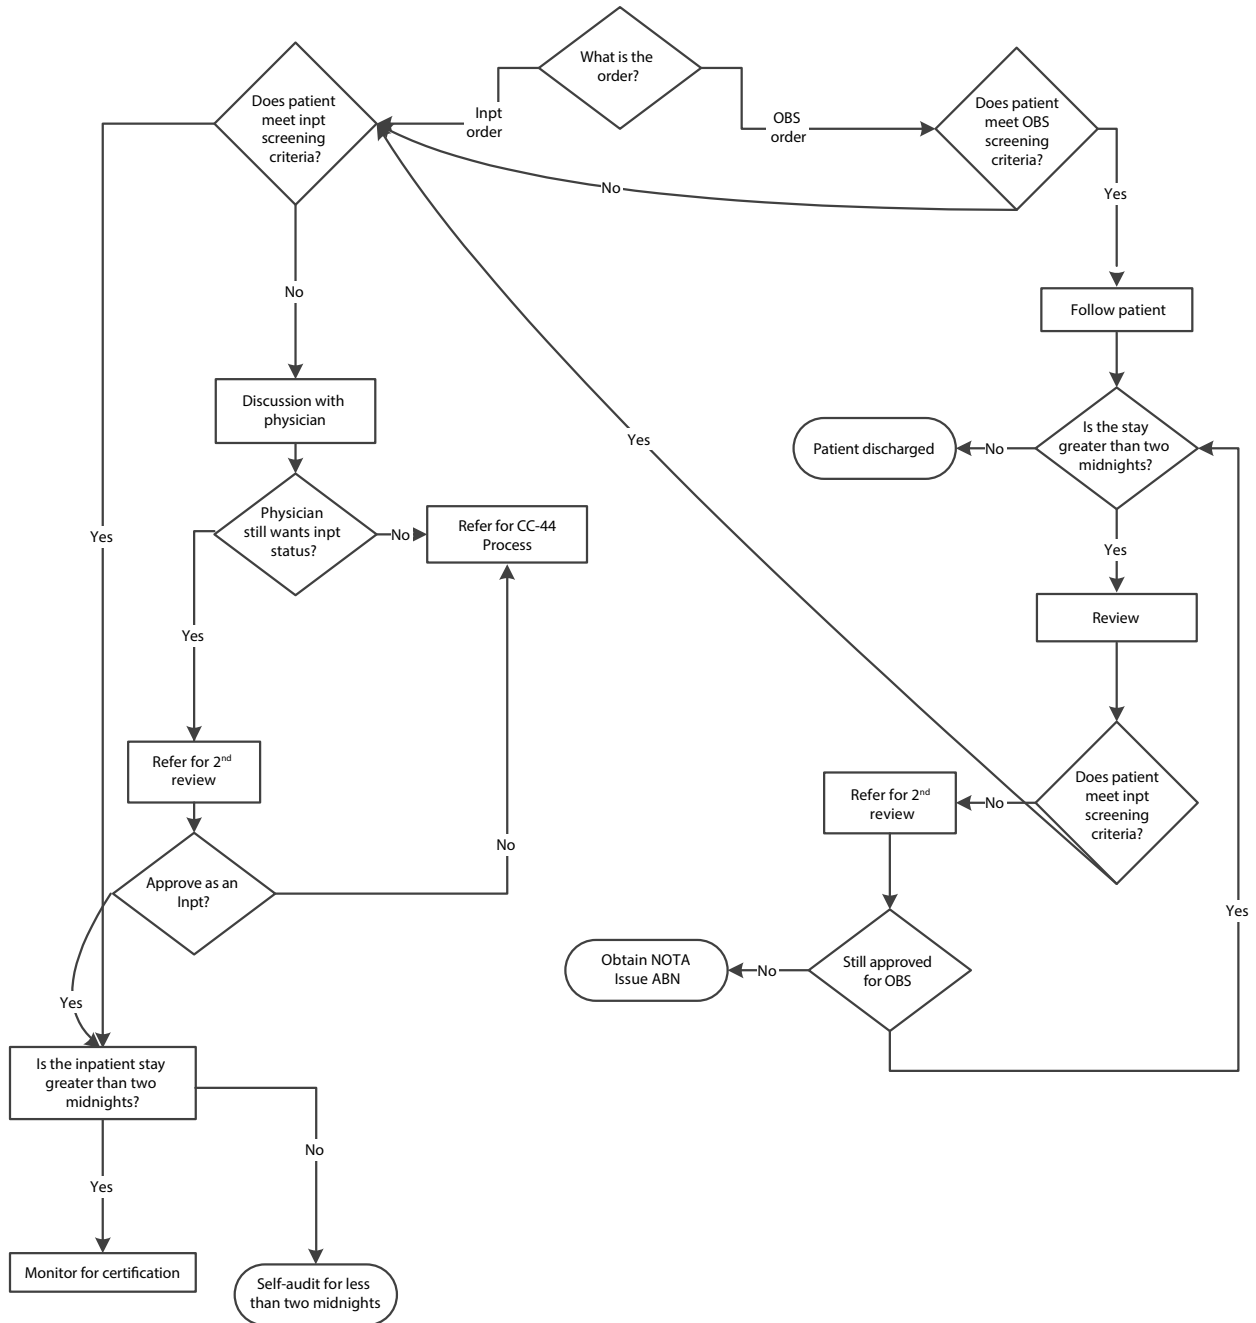 What is the
order?
Does patient
meet inpt
screening
criteria?
Does patient
meet OBS
screening
criteria?
Inpt
order
OBS
order
No
Yes
No
Follow patient
Discussion with
physician
Yes
Patient discharged
No
Is the stay
greater than two
midnights?
Physician
still wants inpt
status?
No
Refer for CC-44
Process
Yes
Yes
Review
Yes
Refer for 2nd
review
Does patient
meet inpt
screening
criteria?
No
Refer for 2nd
review
No
Approve as an
Inpt?
Yes
Still approved
for OBS
No
Obtain NOTA
Issue ABN
Yes
Is the inpatient stay
greater than two
midnights?
No
Yes
Monitor for certification
Self-audit for less
than two midnights